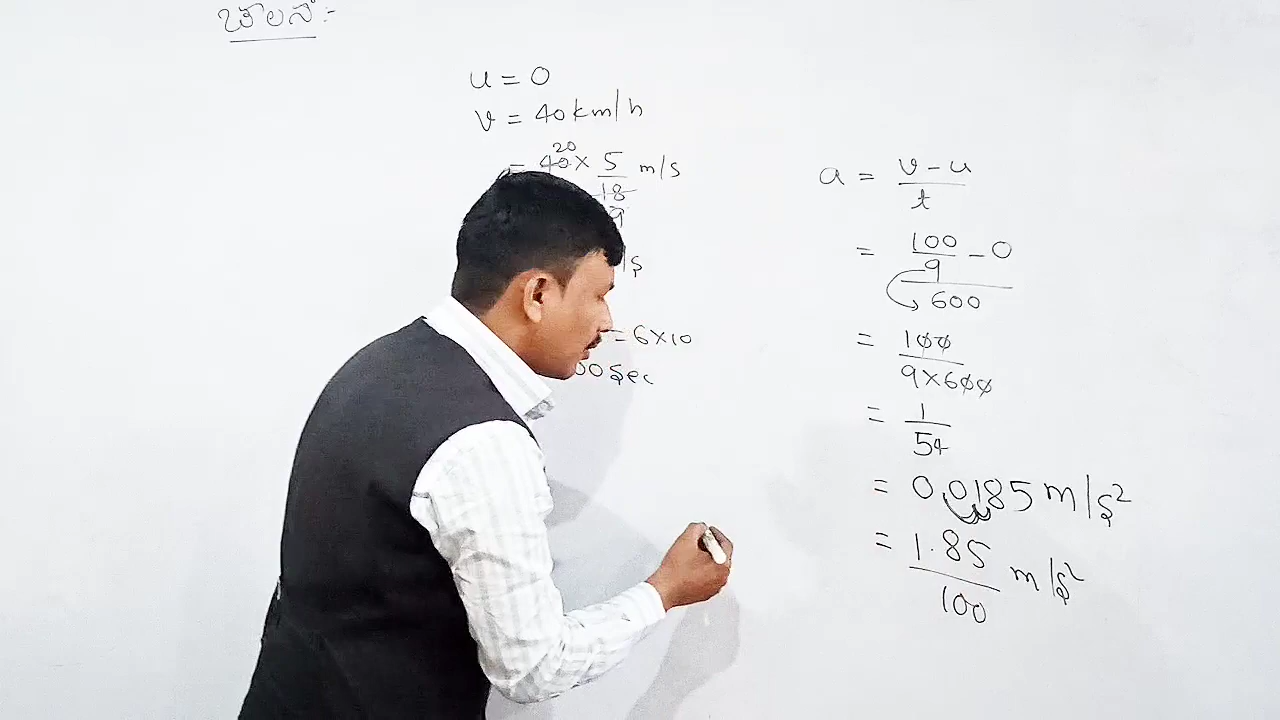 ಚಲನೆ:-
u = 0
v = 40 km/h
= 40 20 × 5/18 9 m/s
/s
= 6×10
00 Sec
a = v - u / t
= 100/9 - 0 / 600
= 100 / 9×600
= 1/54
= 0.0185 m/s²
= 1.85/100 m/s²